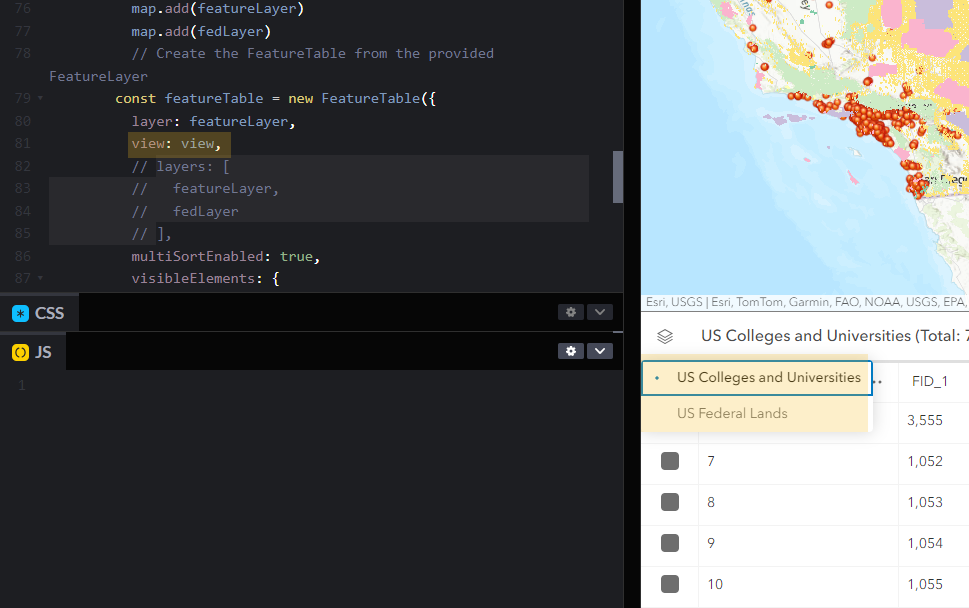 76 map.add(featureLayer)
77 map.add(fedLayer)
78 // Create the FeatureTable from the provided
FeatureLayer
79 const featureTable = new FeatureTable({
80 layer: featureLayer,
81 view: view,
82 // layers: [
83 //   featureLayer,
84 //   fedLayer
85 // ],
86 multiSortEnabled: true,
87 visibleElements: {
CSS
JS
1
San Diego
Esri, USGS | Esri, TomTom, Garmin, FAO, NOAA, USGS, EPA,
US Colleges and Universities (Total: 7
US Colleges and Universities
FID_1
US Federal Lands
3,555
7 1,052
8 1,053
9 1,054
10 1,055